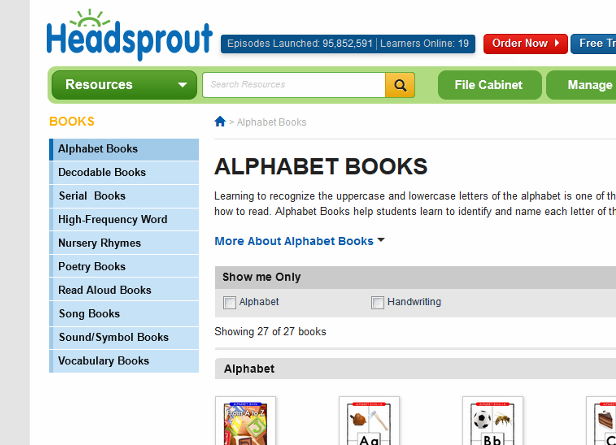 Headsprout
Episodes Launched: 95,852,591 | Learners Online: 19
Order Now
Free Tr
Resources
Search Resources
File Cabinet
Manage
BOOKS
> Alphabet Books
Alphabet Books
Decodable Books
Serial Books
High-Frequency Word
Nursery Rhymes
Poetry Books
Read Aloud Books
Song Books
Sound/Symbol Books
Vocabulary Books
ALPHABET BOOKS
Learning to recognize the uppercase and lowercase letters of the alphabet is one of th
how to read. Alphabet Books help students learn to identify and name each letter of th
More About Alphabet Books
Show me Only
Alphabet
Handwriting
Showing 27 of 27 books
Alphabet
From A to Z
Aa
Bb